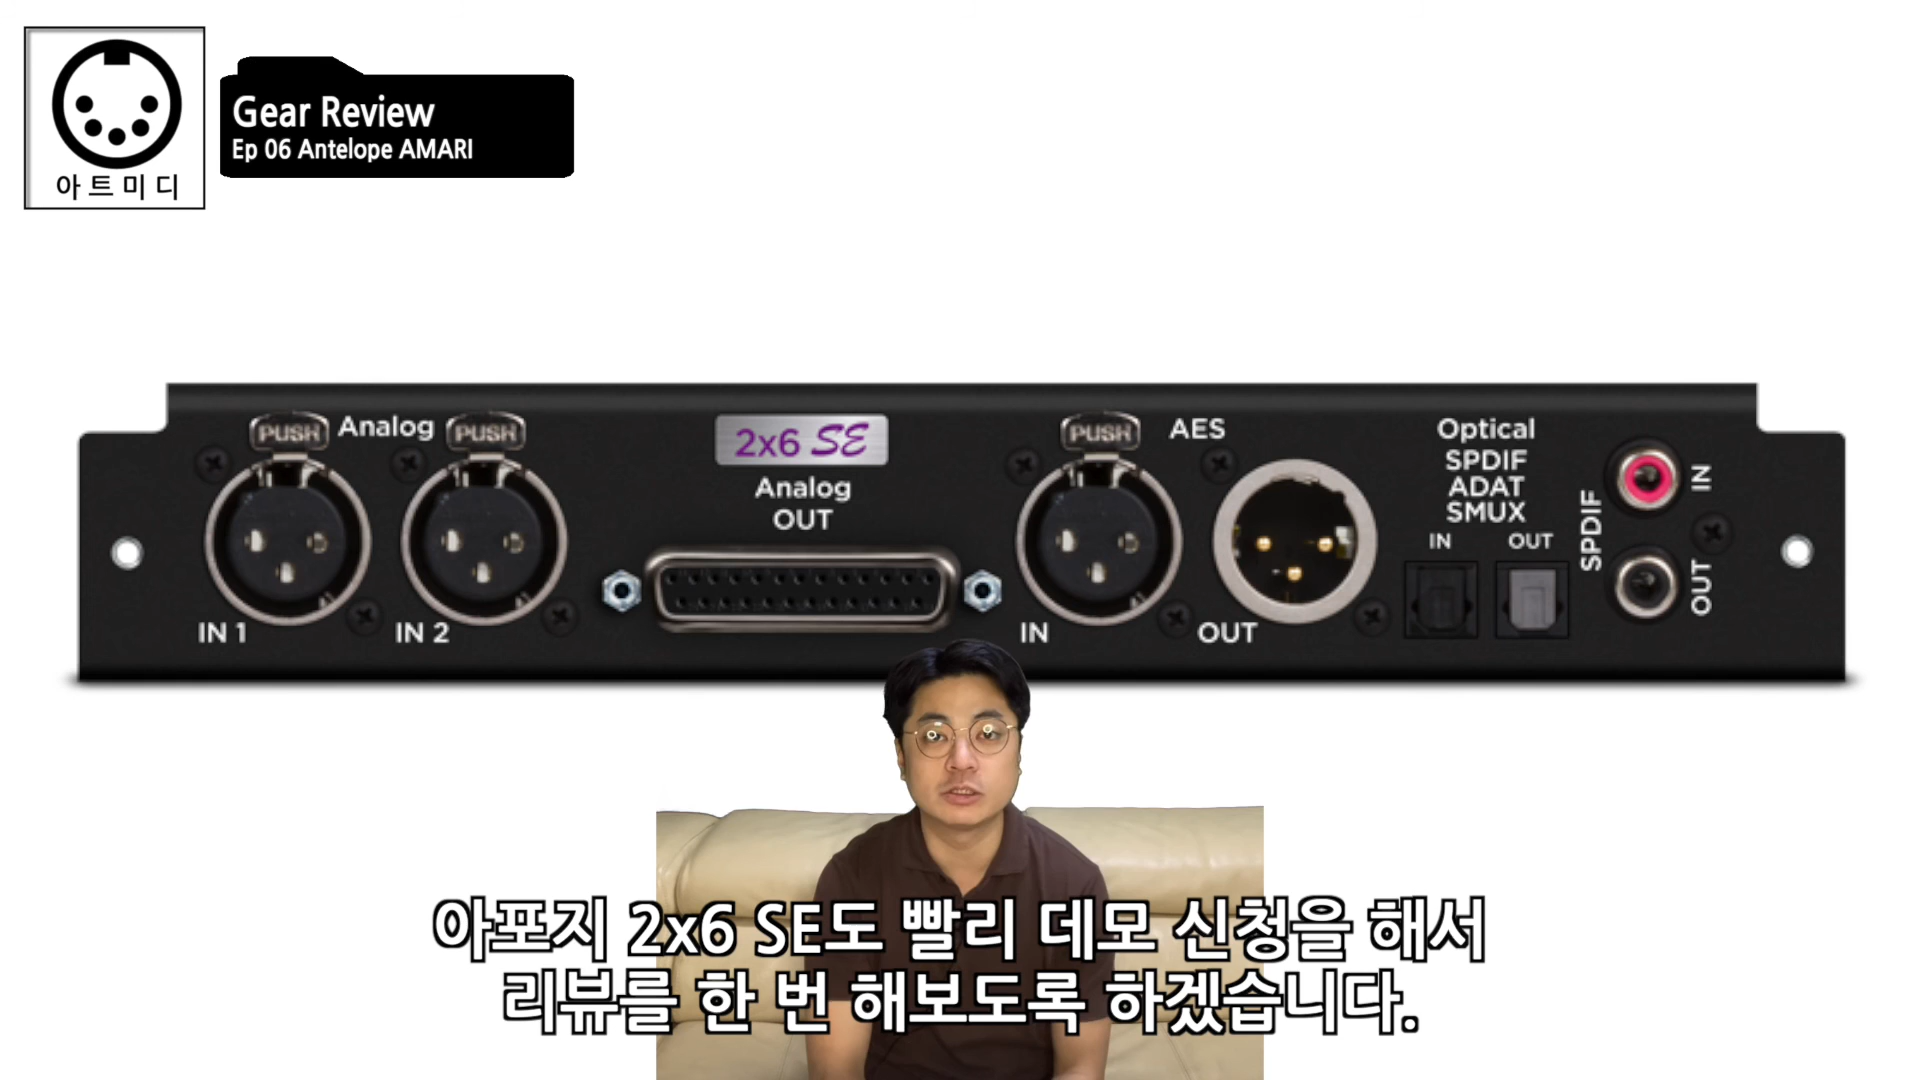 아트미디
Gear Review
Ep 06 Antelope AMARI
PUSH
Analog
PUSH
IN 1
IN 2
2x6 SE
Analog
OUT
PUSH
AES
IN
OUT
Optical
SPDIF
ADAT
SMUX
IN
OUT
SPDIF
IN
OUT
아포지 2x6 SE도 빨리 데모 신청을 해서
리뷰를 한 번 해보도록 하겠습니다.